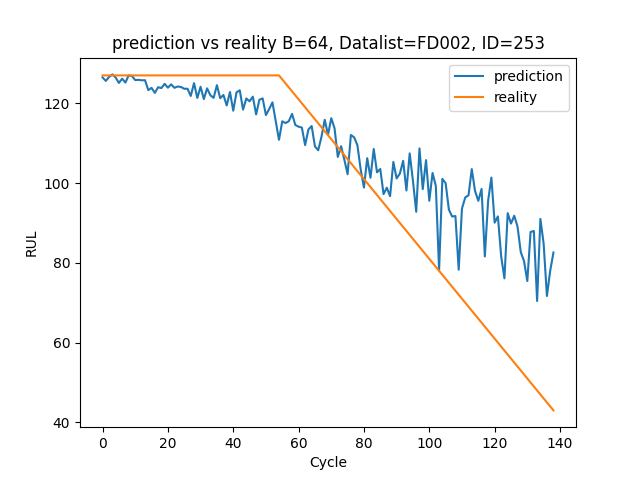 prediction vs reality B=64, Datalist=FD002, ID=253
prediction
reality
RUL
120
100
80
60
40
0 20 40 60 80 100 120 140
Cycle